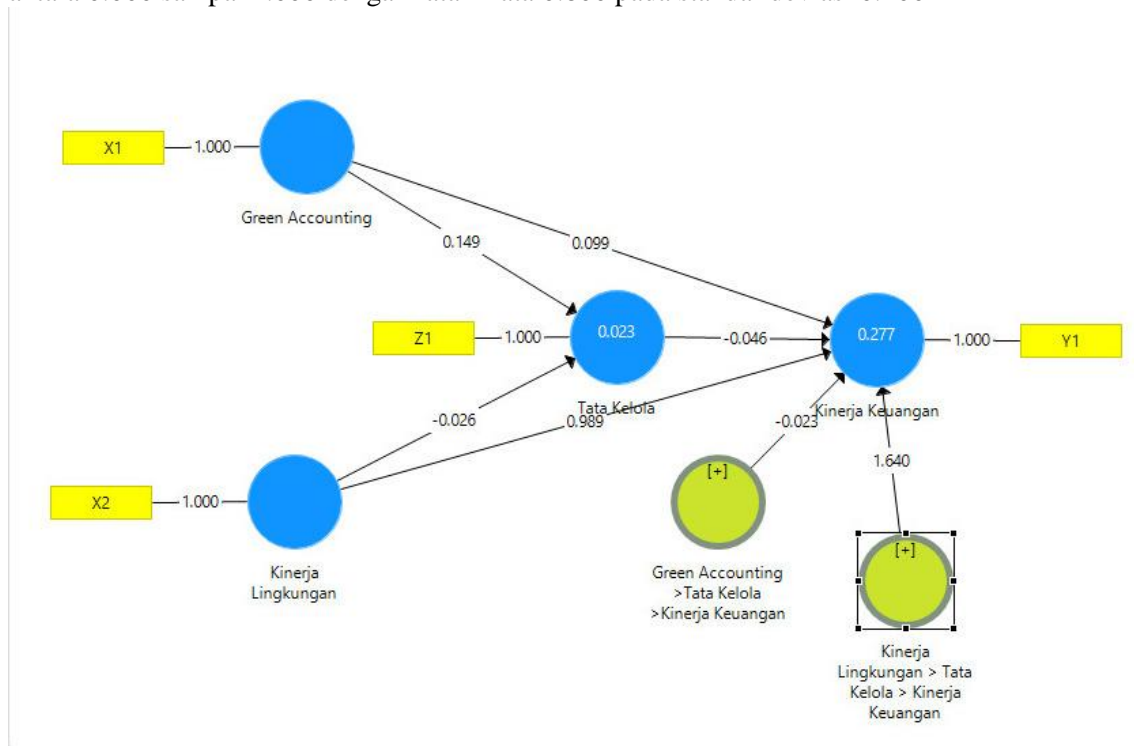 X1
1.000
Green Accounting
0.149
0.099
Z1
1.000
0.023
-0.046
0.277
1.000
Y1
Tata Kelola
Kinerja Keuangan
-0.026
0.989
-0.023
1.640
X2
1.000
[+]
[+]
Kinerja
Lingkungan
Green Accounting
>Tata Kelola
>Kinerja Keuangan
Kinerja
Lingkungan > Tata
Kelola > Kinerja
Keuangan